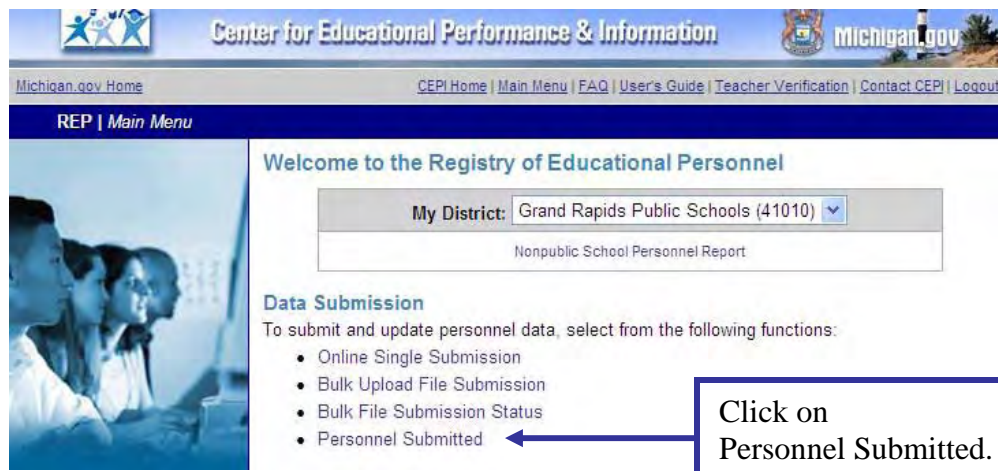 Center for Educational Performance & Information
Michigan.gov
Michigan.gov Home
CEPI Home | Main Menu | FAQ | User's Guide | Teacher Verification | Contact CEPI | Logout
REP | Main Menu
Welcome to the Registry of Educational Personnel
My District: Grand Rapids Public Schools (41010)
Nonpublic School Personnel Report
Data Submission
To submit and update personnel data, select from the following functions:
• Online Single Submission
• Bulk Upload File Submission
• Bulk File Submission Status
• Personnel Submitted
Click on
Personnel Submitted.